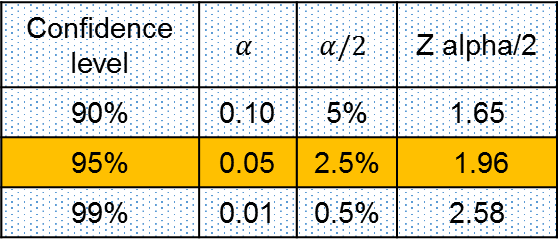 Confidence level α α/2 Z alpha/2
90% 0.10 5% 1.65
95% 0.05 2.5% 1.96
99% 0.01 0.5% 2.58